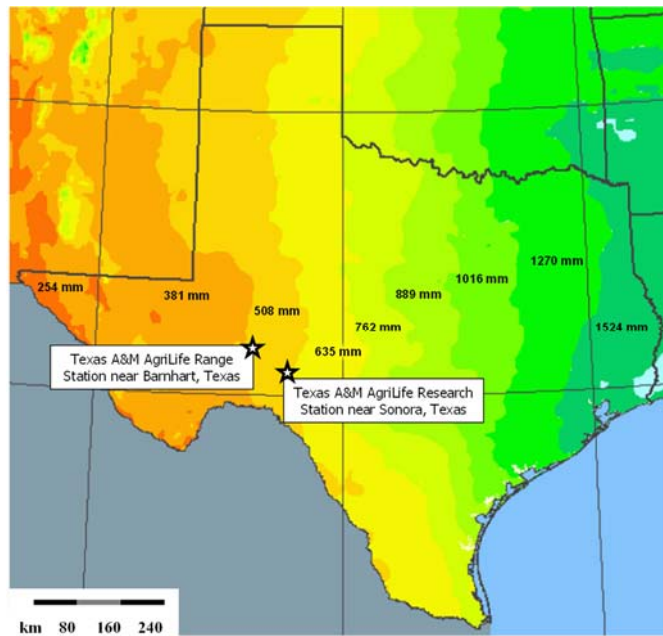 254 mm
381 mm
508 mm
635 mm
762 mm
889 mm
1016 mm
1270 mm
1524 mm
Texas A&M AgriLife Range
Station near Barnhart, Texas
Texas A&M AgriLife Research
Station near Sonora, Texas
km 80 160 240